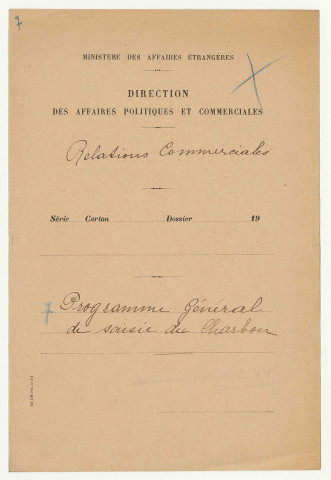 7
MINISTÈRE DES AFFAIRES ÉTRANGÈRES
DIRECTION
DES AFFAIRES POLITIQUES ET COMMERCIALES
Relations Commerciales
Série Carton Dossier 19
7 Programme Général
de saisie du Charbon